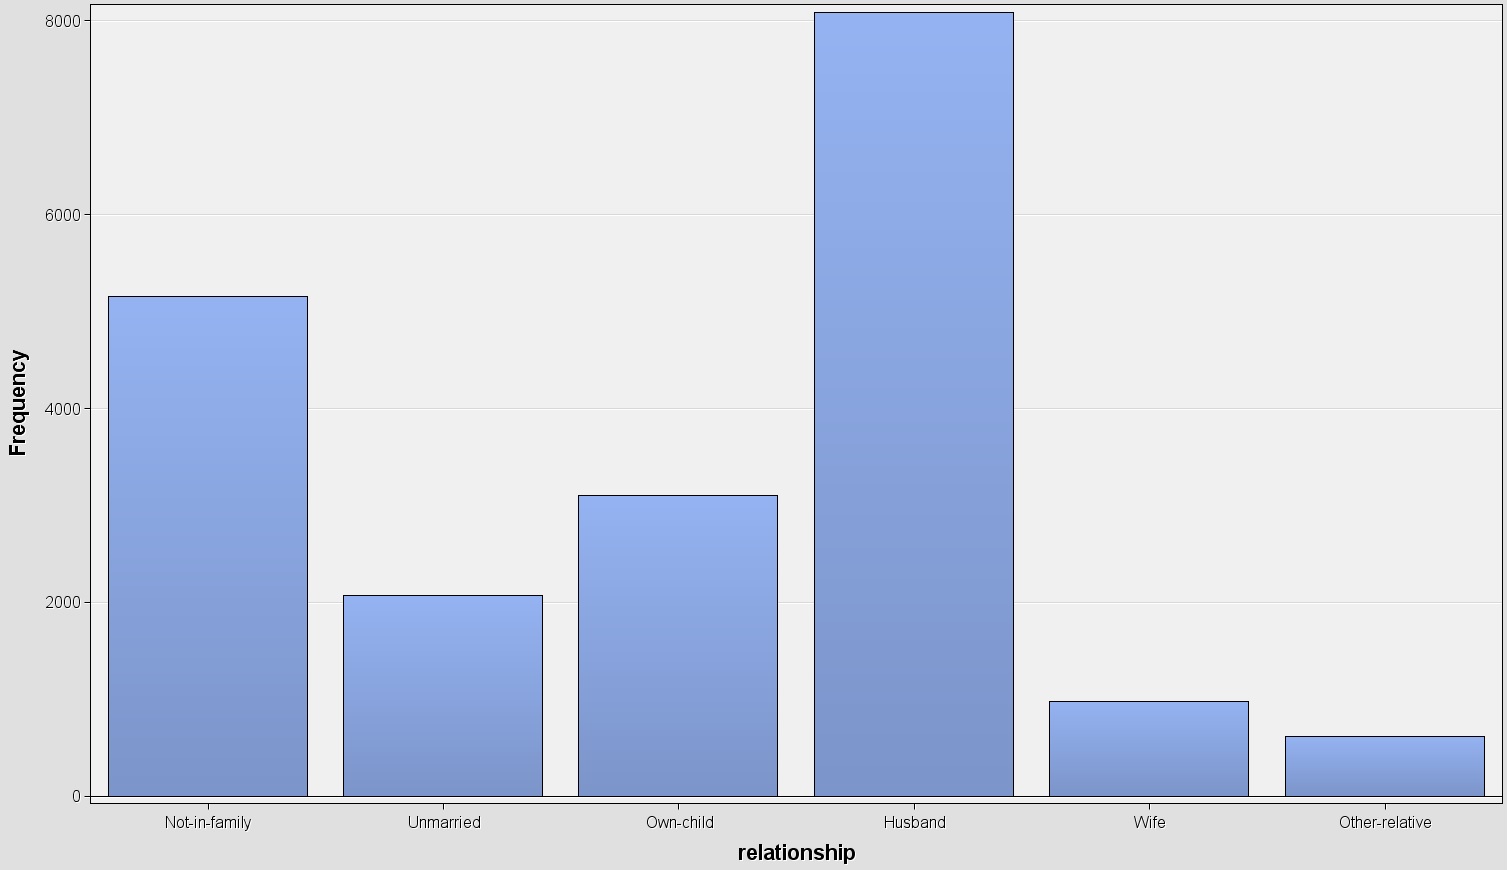 8000
6000
4000
2000
0
Frequency
Not-in-family Unmarried Own-child Husband Wife Other-relative
relationship